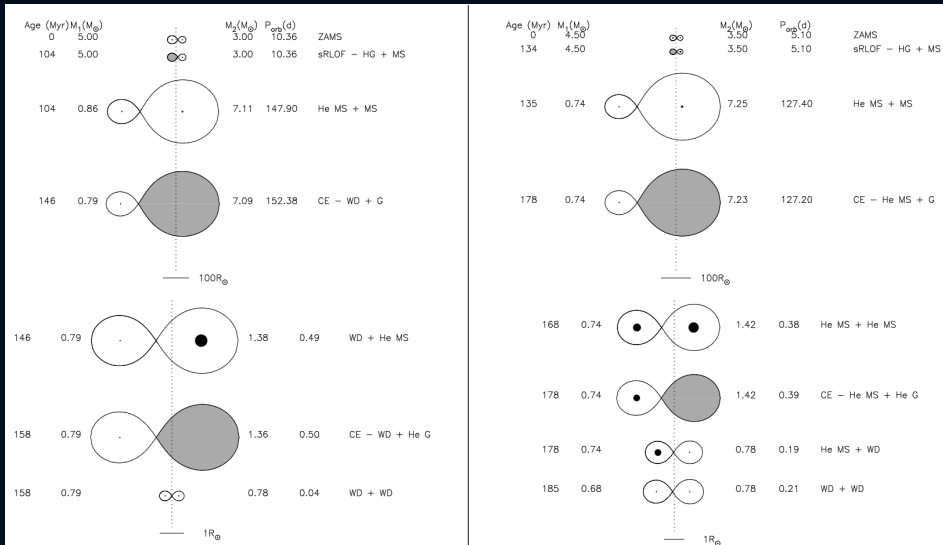 Age (Myr) M₁(M☉) M₂(M☉) P_orb(d)
0 5.00 3.00 10.36 ZAMS
104 5.00 3.00 10.36 sRLOF – HG + MS
104 0.86 7.11 147.90 He MS + MS
146 0.79 7.09 152.38 CE – WD + G
100R☉
146 0.79 1.38 0.49 WD + He MS
158 0.79 1.36 0.50 CE – WD + He G
158 0.79 0.78 0.04 WD + WD
1R☉
Age (Myr) M₁(M☉) M₂(M☉) P_orb(d)
0 4.50 3.50 5.10 ZAMS
134 4.50 3.50 5.10 sRLOF – HG + MS
135 0.74 7.25 127.40 He MS + MS
178 0.74 7.23 127.20 CE – He MS + G
100R☉
168 0.74 1.42 0.38 He MS + He MS
178 0.74 1.42 0.39 CE – He MS + He G
178 0.74 0.78 0.19 He MS + WD
185 0.68 0.78 0.21 WD + WD
1R☉